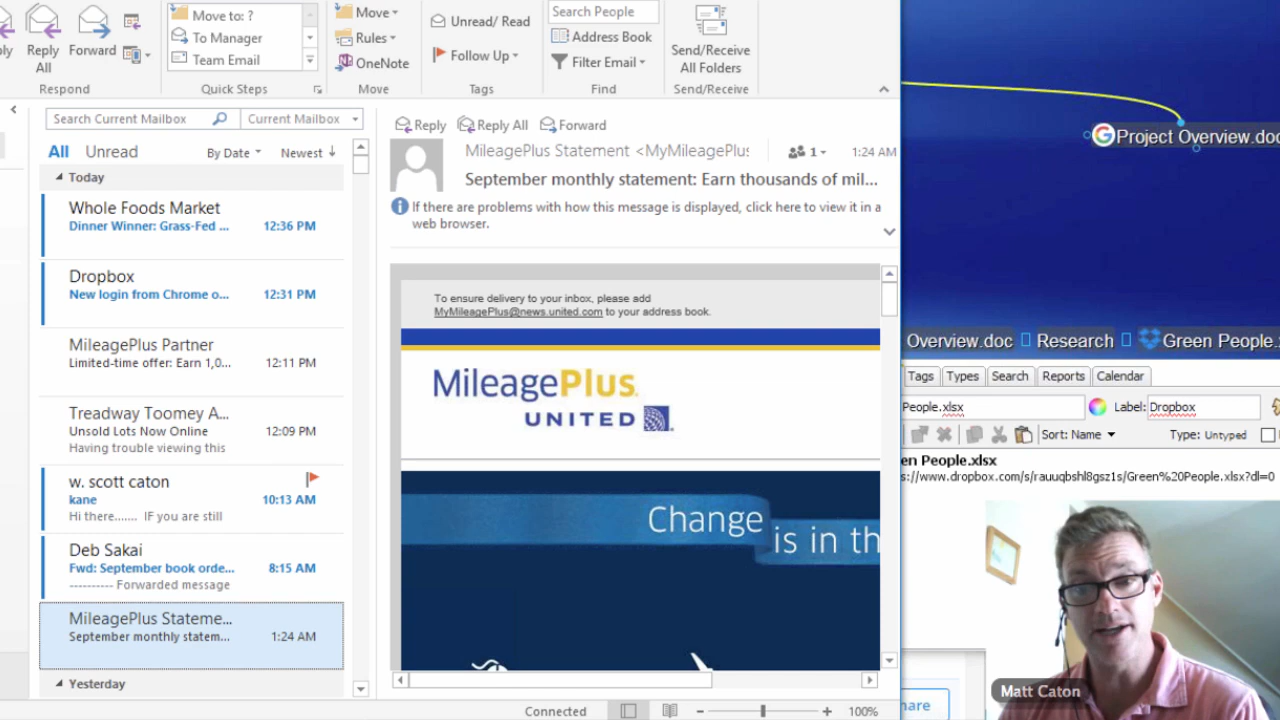 ply
Reply All
Forward
Respond
Move to: ?
To Manager
Team Email
Quick Steps
Move
Rules
OneNote
Move
Unread/ Read
Follow Up
Tags
Search People
Address Book
Filter Email
Find
Send/Receive
All Folders
Send/Receive
Search Current Mailbox
Current Mailbox
All Unread By Date Newest
Today
Whole Foods Market
Dinner Winner: Grass-Fed ... 12:36 PM
Dropbox
New login from Chrome o... 12:31 PM
MileagePlus Partner
Limited-time offer: Earn 1,0... 12:11 PM
Treadway Toomey A...
Unsold Lots Now Online 12:09 PM
Having trouble viewing this
w. scott caton
kane 10:13 AM
Hi there....... IF you are still
Deb Sakai
Fwd: September book orde... 8:15 AM
---------- Forwarded message
MileagePlus Stateme...
September monthly statem... 1:24 AM
Yesterday
Reply Reply All Forward
MileagePlus Statement <MyMileagePlus 1 1:24 AM
September monthly statement: Earn thousands of mil...
If there are problems with how this message is displayed, click here to view it in a
web browser.
To ensure delivery to your inbox, please add
MyMileagePlus@news.united.com to your address book.
MileagePlus.
UNITED
Change
is in th
Connected 100%
Project Overview.doc
Overview.doc Research Green People.x
Tags Types Search Reports Calendar
People.xlsx Label: Dropbox
Sort: Name Type: Untyped
en People.xlsx
s://www.dropbox.com/s/rauuqbshl8gsz1s/Green%20People.xlsx?dl=0
Matt Caton
hare